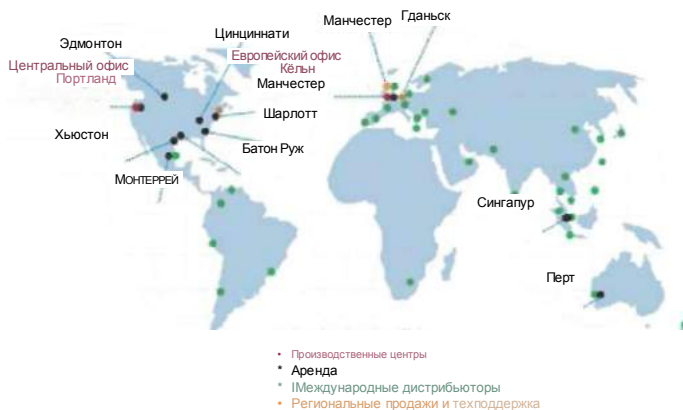 Манчестер
Гданьск
Цинциннати
Эдмонтон
Центральный офис
Портланд
Европейский офис
Кёльн
Манчестер
Шарлотт
Хьюстон
Батон Руж
МОНТЕРРЕЙ
Сингапур
Перт
• Производственные центры
• Аренда
* IМеждународные дистрибьюторы
• Региональные продажи и техподдержка